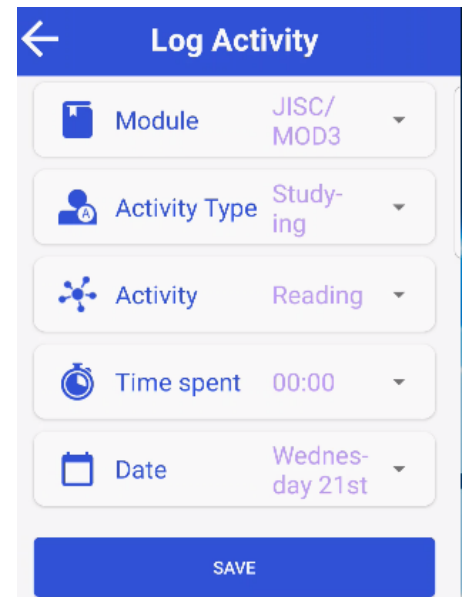 Log Activity
Module
JISC/
MOD3
Activity Type
Study-
ing
A
Activity
Reading
Time spent
00:00
Date
Wednes-
day 21st
SAVE